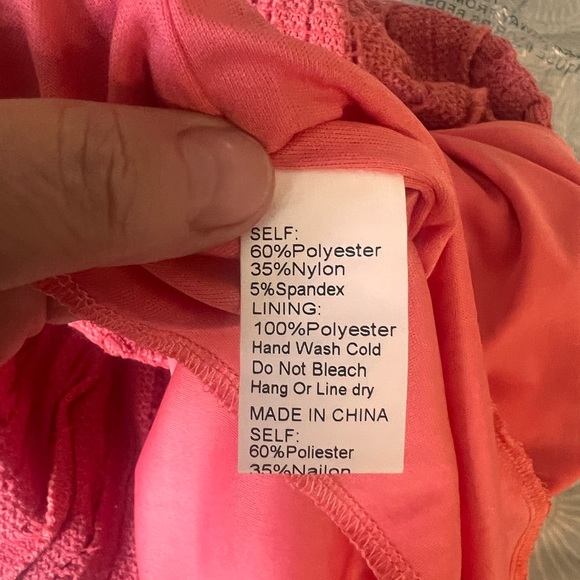 SELF:
60%Polyester
35%Nylon
5%Spandex
LINING:
100%Polyester
Hand Wash Cold
Do Not Bleach
Hang Or Line dry
MADE IN CHINA
SELF:
60%Poliester
35%Nailon